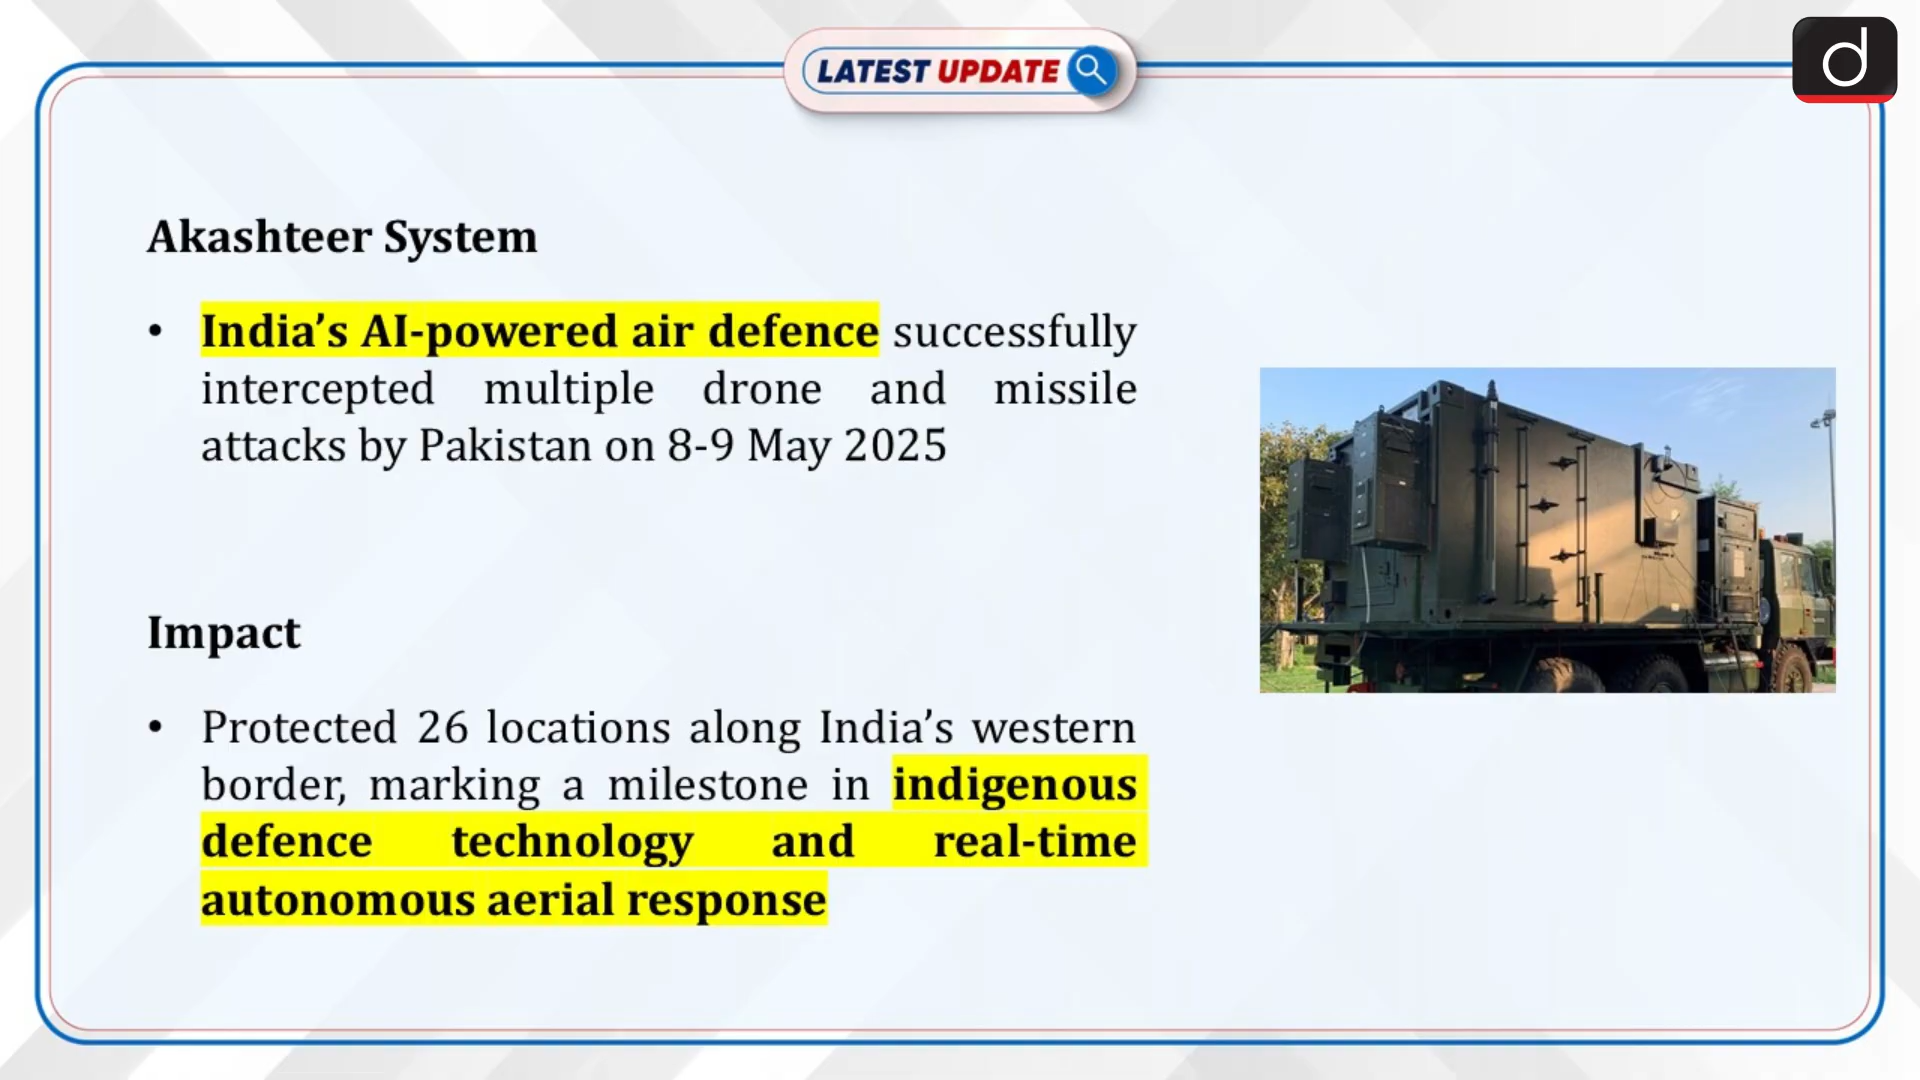 LATEST UPDATE
d
Akashteer System
• India’s AI-powered air defence successfully
intercepted multiple drone and missile
attacks by Pakistan on 8-9 May 2025
Impact
• Protected 26 locations along India’s western
border, marking a milestone in indigenous
defence technology and real-time
autonomous aerial response